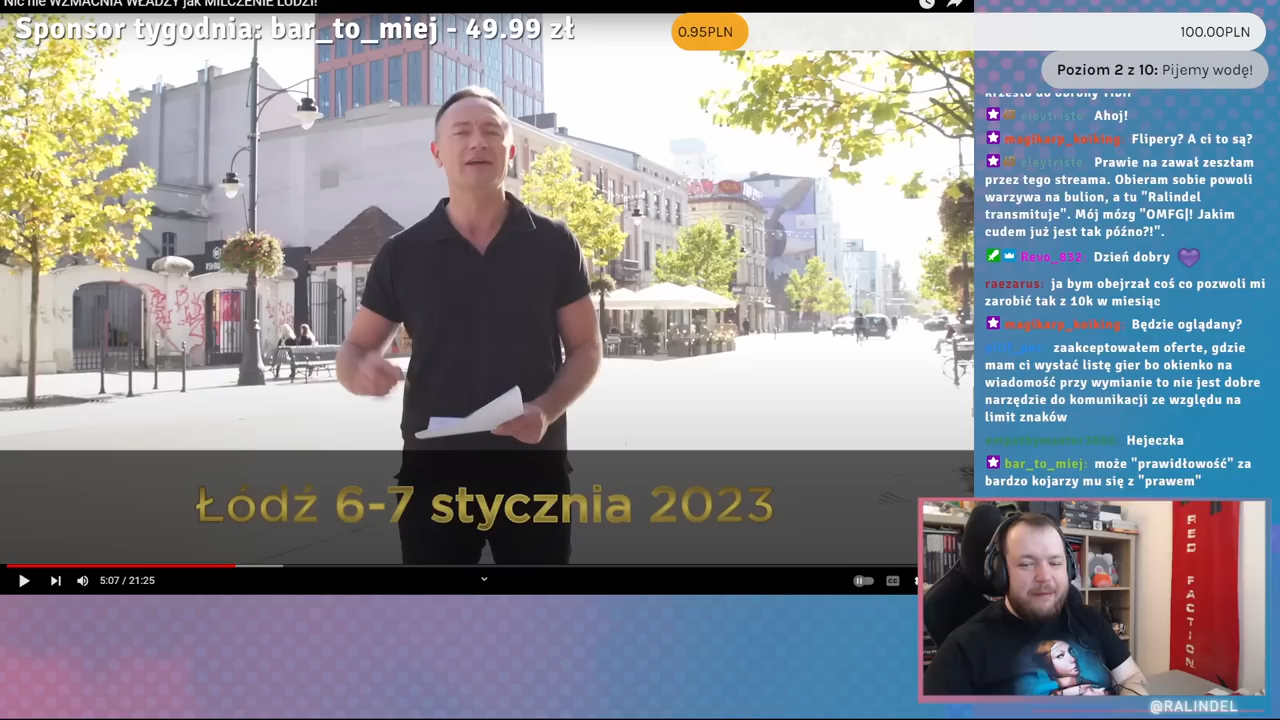 Nic nie WZMACNIA WŁADZY jak MILCZENIE LUDZI!
Sponsor tygodnia: bar_to_miej - 49.99 zł
0.95PLN
100.00PLN
Poziom 2 z 10: Pijemy wodę!
eleytriste Ahoj!
magikarp_holking: Flipery? A ci to są?
eleytriste Prawie na zawał zeszłam
przez tego streama. Obieram sobie powoli
warzywa na bulion, a tu "Ralindel
transmituje". Mój mózg "OMFG|! Jakim
cudem już jest tak późno?!".
Revo_832: Dzień dobry
raezarus: ja bym obejrzał coś co pozwoli mi
zarobić tak z 10k w miesiąc
magikarp_holking: Będzie oglądany?
zaakceptowałem oferte, gdzie
mam ci wysłać listę gier bo okienko na
wiadomość przy wymianie to nie jest dobre
narzędzie do komunikacji ze względu na
limit znaków
Hejeczka
bar_to_miej: może "prawidłowość" za
bardzo kojarzy mu się z "prawem"
Łódź 6-7 stycznia 2023
5:07 / 21:25
CC
RED FACTION
@RALINDEL